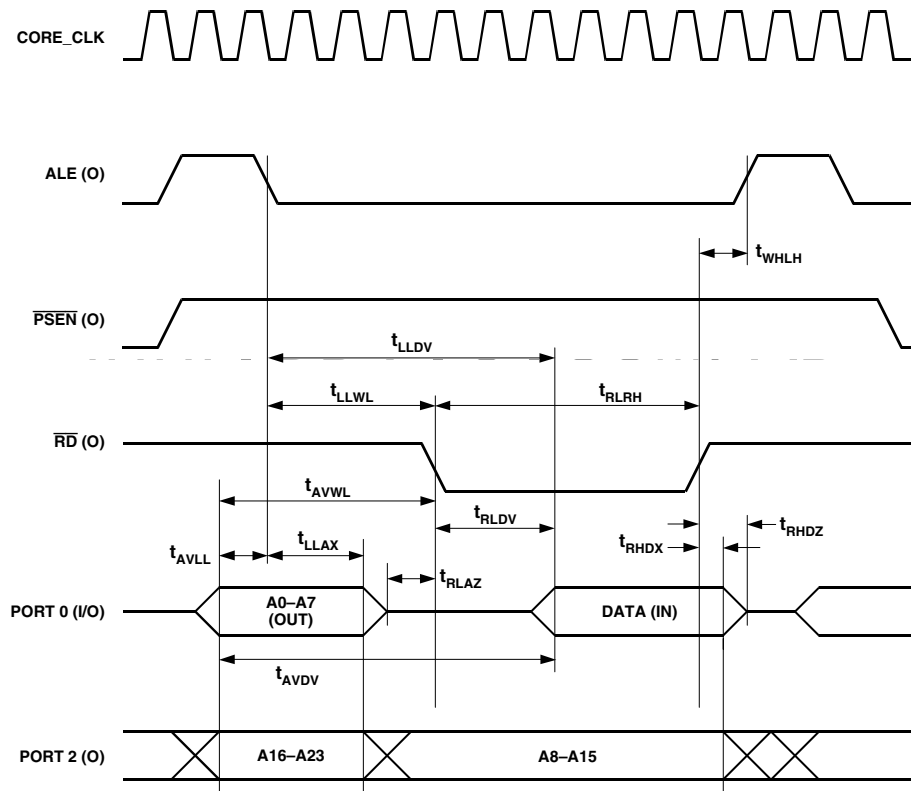 CORE_CLK
ALE (O)
tWHLH
PSEN (O)
tLLDV
tLLWL
tRLRH
RD (O)
tAVWL
tRLDV
tRHDZ
tAVLL
tLLAX
tRHDX
tRLAZ
PORT 0 (I/O)
A0–A7
(OUT)
DATA (IN)
tAVDV
PORT 2 (O)
A16–A23
A8–A15